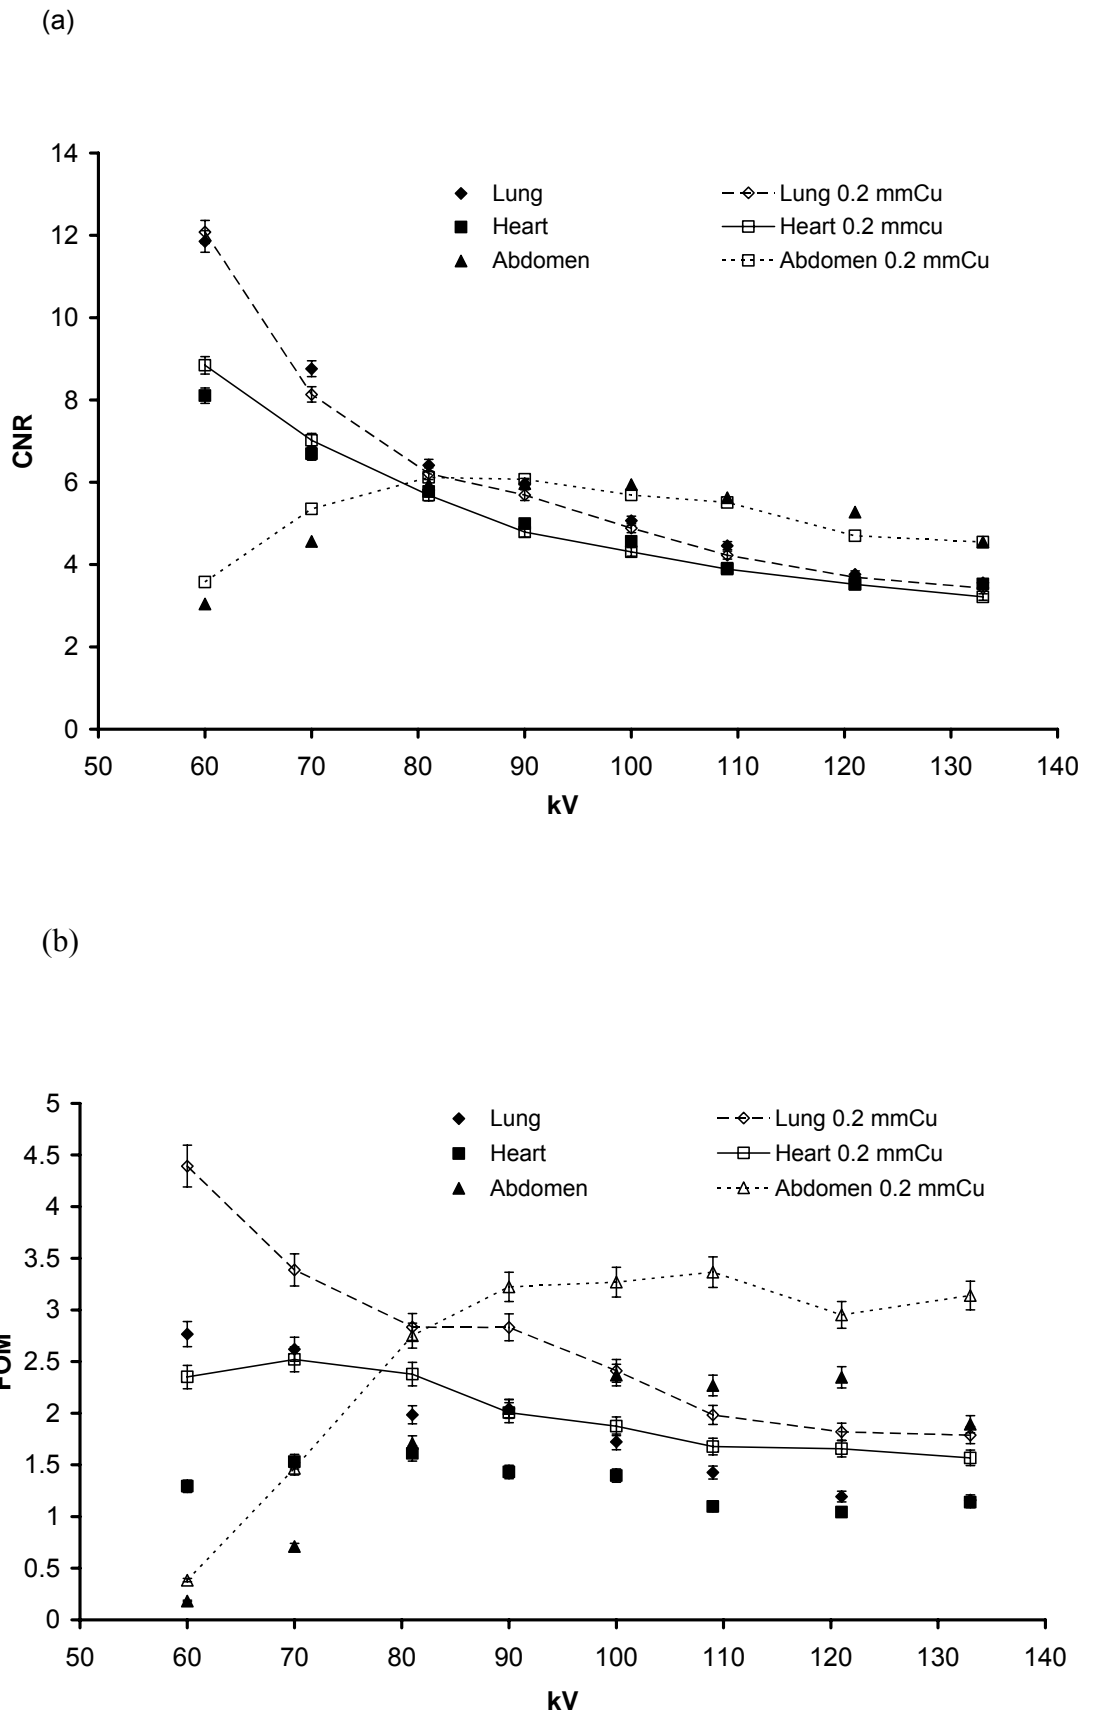 (a)
14
12
10
8
6
4
2
0
CNR
Lung
Heart
Abdomen
Lung 0.2 mmCu
Heart 0.2 mmcu
Abdomen 0.2 mmCu
50 60 70 80 90 100 110 120 130 140
kV
(b)
5
4.5
4
3.5
3
2.5
2
1.5
1
0.5
0
FOM
Lung
Heart
Abdomen
Lung 0.2 mmCu
Heart 0.2 mmCu
Abdomen 0.2 mmCu
50 60 70 80 90 100 110 120 130 140
kV